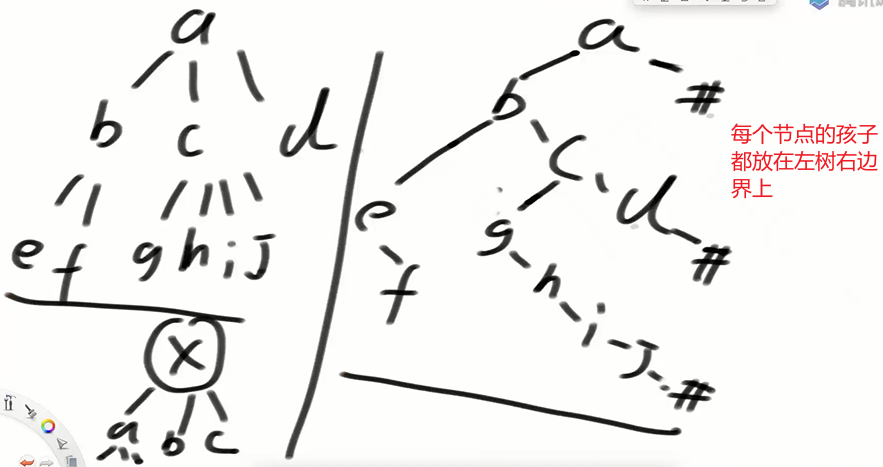 a
b c d
e f g h i j
x
a b c
a
b #
c
e d
g #
f h
i
j
#
每个节点的孩子
都放在左树右边
界上